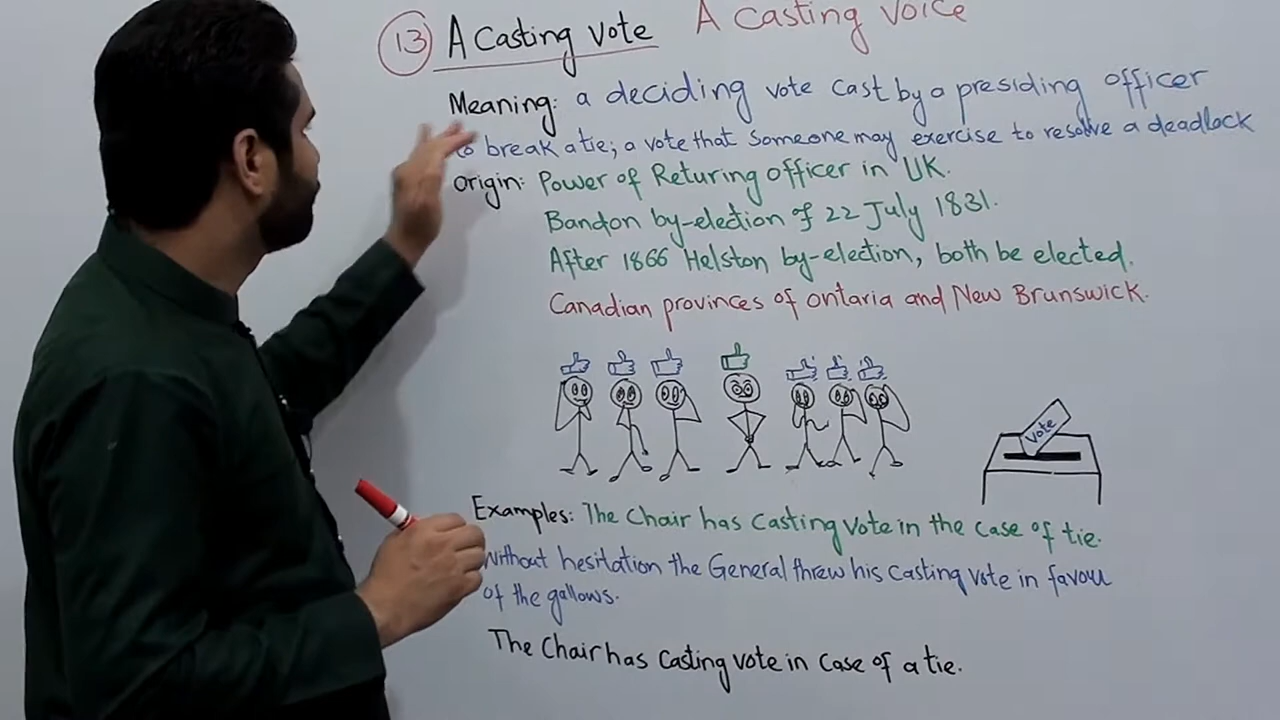 13 A Casting Vote A Casting Voice
Meaning: a deciding vote cast by a presiding officer
to break a tie; a vote that someone may exercise to resolve a deadlock
Origin: Power of Returing officer in UK.
Bandon by-election of 22 July 1831.
After 1866 Helston by-election, both be elected.
Canadian provinces of Ontaria and New Brunswick.
Vote
Examples: The Chair has Casting Vote in the case of tie.
Without hesitation the General threw his Casting vote in favou
of the gallows.
The Chair has Casting vote in case of a tie.